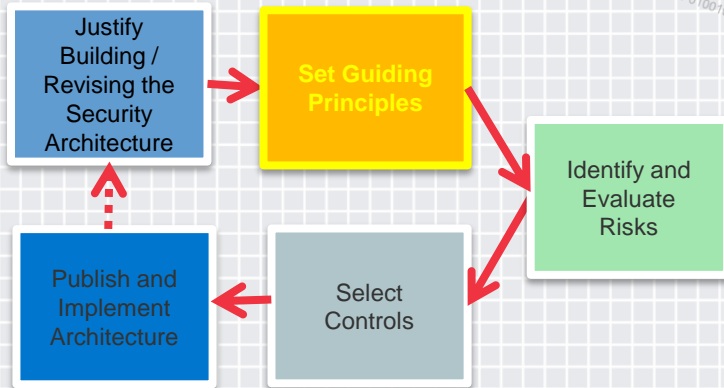 Justify
Building /
Revising the
Security
Architecture
Set Guiding
Principles
Identify and
Evaluate
Risks
Select
Controls
Publish and
Implement
Architecture